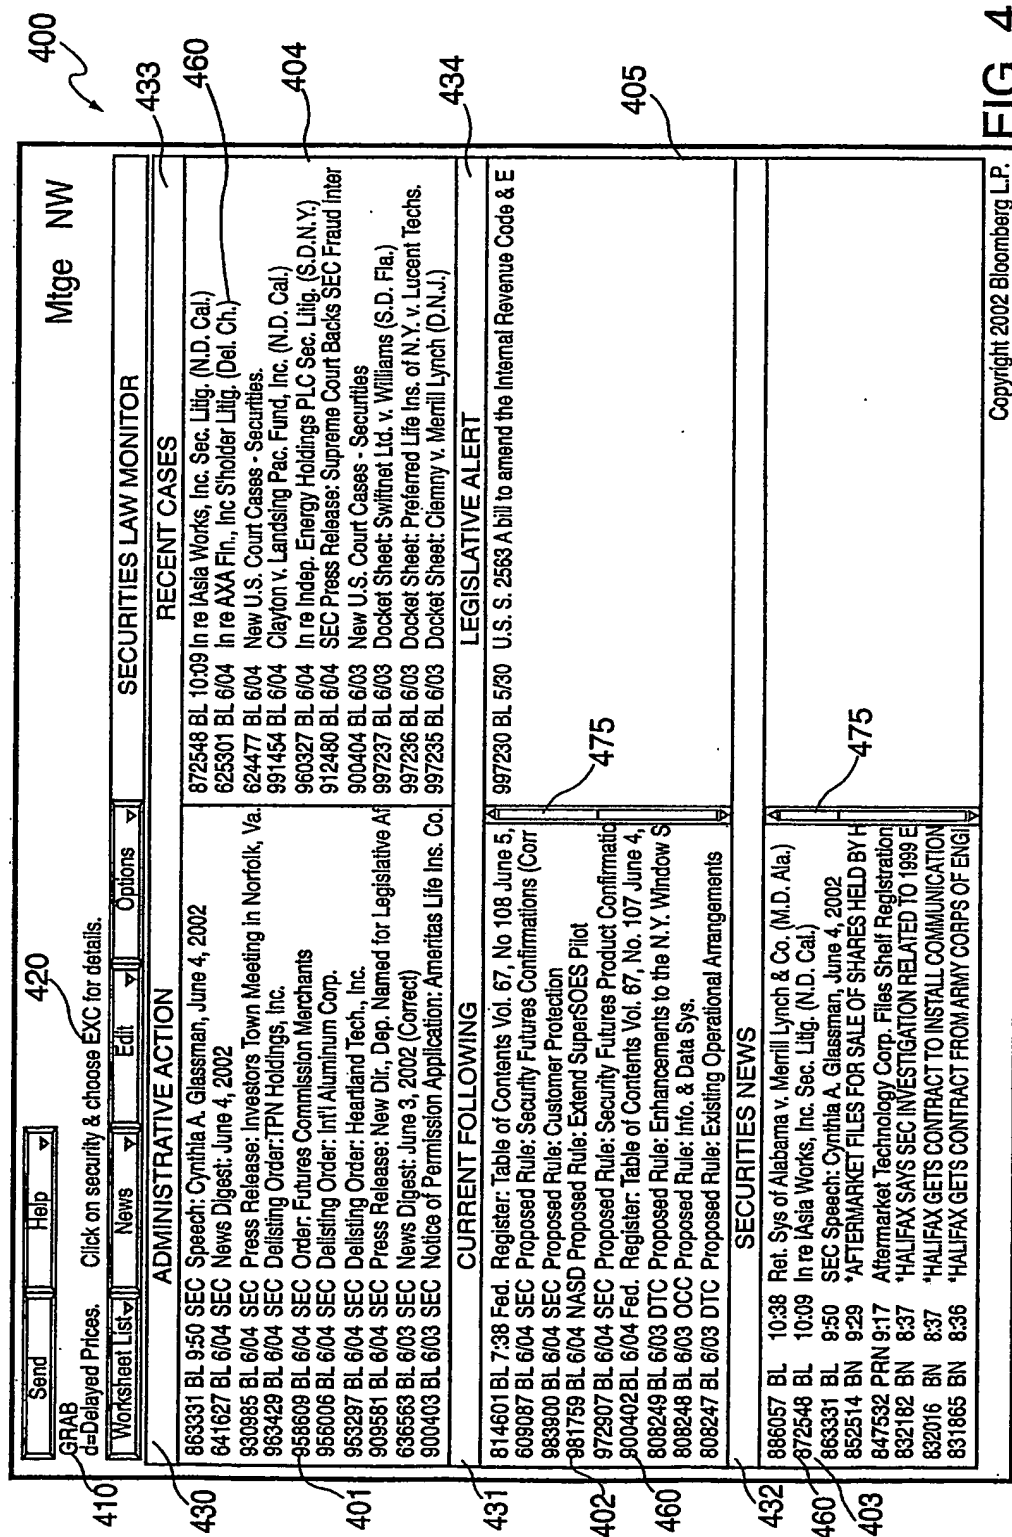 400
Mtge NW
Send
Help
GRAB
d=Delayed Prices.
Click on security & choose EXC for details.
410
420
Worksheet List
News
Edit
Options
SECURITIES LAW MONITOR
430
ADMINISTRATIVE ACTION
863331 BL 9:50 SEC Speech: Cynthia A. Glassman, June 4, 2002
641627 BL 6/04 SEC News Digest: June 4, 2002
930985 BL 6/04 SEC Press Release: Investors Town Meeting in Norfolk, Va.
963429 BL 6/04 SEC Delisting Order:TPN Holdings, Inc.
958609 BL 6/04 SEC Order: Futures Commission Merchants
956006 BL 6/04 SEC Delisting Order: Int'l Aluminum Corp.
953297 BL 6/04 SEC Delisting Order: Heartland Tech., Inc.
909581 BL 6/04 SEC Press Release: New Dir., Dep. Named for Legislative Af
636563 BL 6/03 SEC News Digest: June 3, 2002 (Correct)
900403 BL 6/03 SEC Notice of Permission Application: Ameritas Life Ins. Co.
401
RECENT CASES
433
872548 BL 10:09 In re iAsia Works, Inc. Sec. Litig. (N.D. Cal.)
625301 BL 6/04 In re AXA Fin., Inc S'holder Litig. (Del. Ch.)
624477 BL 6/04 New U.S. Court Cases - Securities.
991454 BL 6/04 Clayton v. Landsing Pac. Fund, Inc. (N.D. Cal.)
960327 BL 6/04 In re Indep. Energy Holdings PLC Sec. Litig. (S.D.N.Y.)
912480 BL 6/04 SEC Press Release: Supreme Court Backs SEC Fraud Inter
900404 BL 6/03 New U.S. Court Cases - Securities
997237 BL 6/03 Docket Sheet: Swiftnet Ltd. v. Williams (S.D. Fla.)
997236 BL 6/03 Docket Sheet: Preferred Life Ins. of N.Y. v. Lucent Techs.
997235 BL 6/03 Docket Sheet: Ciemny v. Merrill Lynch (D.N.J.)
460
404
431
CURRENT FOLLOWING
814601 BL 7:38 Fed. Register: Table of Contents Vol. 67, No 108 June 5,
609087 BL 6/04 SEC Proposed Rule: Security Futures Confirmations (Corr
983900 BL 6/04 SEC Proposed Rule: Customer Protection
981759 BL 6/04 NASD Proposed Rule: Extend SuperSOES Pilot
972907 BL 6/04 SEC Proposed Rule: Security Futures Product Confirmatio
900402 BL 6/04 Fed. Register: Table of Contents Vol. 67, No. 107 June 4,
808249 BL 6/03 DTC Proposed Rule: Enhancements to the N.Y. Window S
808248 BL 6/03 OCC Proposed Rule: Info. & Data Sys.
808247 BL 6/03 DTC Proposed Rule: Existing Operational Arrangements
402
460
475
LEGISLATIVE ALERT
434
997230 BL 5/30 U.S. S. 2563 A bill to amend the Internal Revenue Code & E
405
432
SECURITIES NEWS
886057 BL 10:38 Ret. Sys of Alabama v. Merrill Lynch & Co. (M.D. Ala.)
872548 BL 10:09 In re iAsia Works, Inc. Sec. Litig. (N.D. Cal.)
863331 BL 9:50 SEC Speech: Cynthia A. Glassman, June 4, 2002
852514 BN 9:29 *AFTERMARKET FILES FOR SALE OF SHARES HELD BY H
847532 PRN 9:17 Aftermarket Technology Corp. Files Shelf Registration
832182 BN 8:37 *HALIFAX SAYS SEC INVESTIGATION RELATED TO 1999 E
832016 BN 8:37 *HALIFAX GETS CONTRACT TO INSTALL COMMUNICATION
831865 BN 8:36 *HALIFAX GETS CONTRACT FROM ARMY CORPS OF ENGI
460
403
475
Copyright 2002 Bloomberg L.P.
FIG. 4